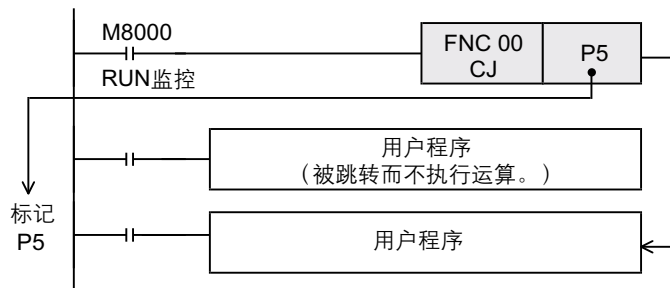 M8000
FNC 00
CJ
P5
RUN监控
用户程序
（被跳转而不执行运算。）
标记
P5
用户程序